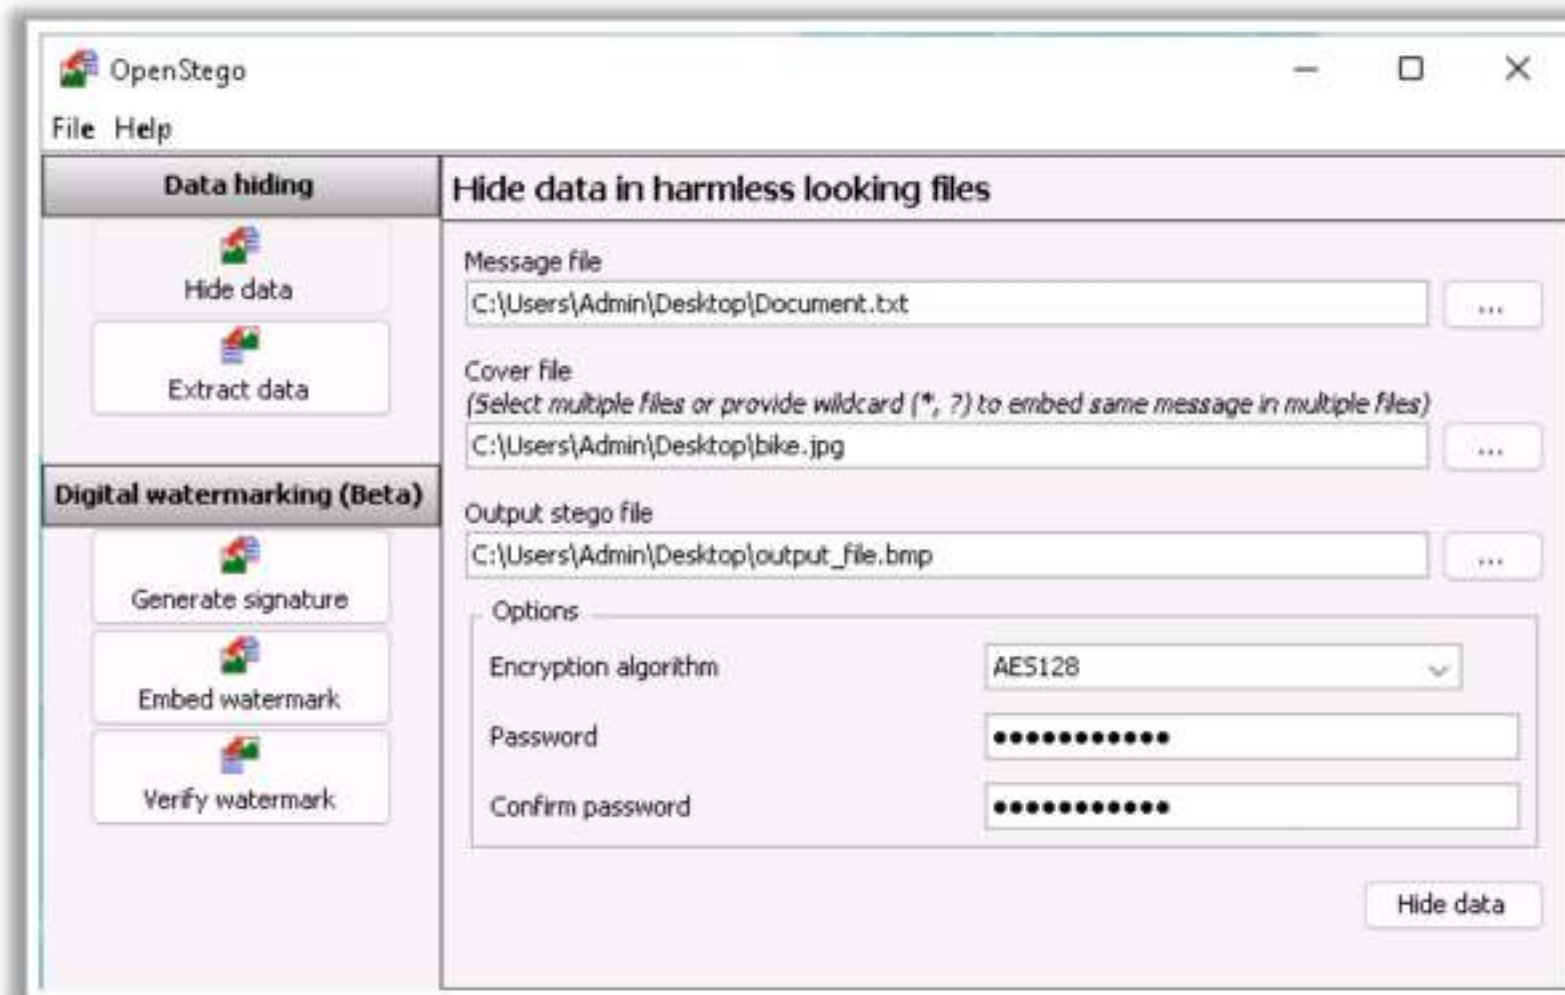 OpenStego
File Help
Data hiding
Hide data
Extract data
Digital watermarking (Beta)
Generate signature
Embed watermark
Verify watermark
Hide data in harmless looking files
Message file
C:\Users\Admin\Desktop\Document.txt
...
Cover file
(Select multiple files or provide wildcard (*, ?) to embed same message in multiple files)
C:\Users\Admin\Desktop\bike.jpg
...
Output stego file
C:\Users\Admin\Desktop\output_file.bmp
...
Options
Encryption algorithm AES128
Password ●●●●●●●●●●●
Confirm password ●●●●●●●●●●●
Hide data